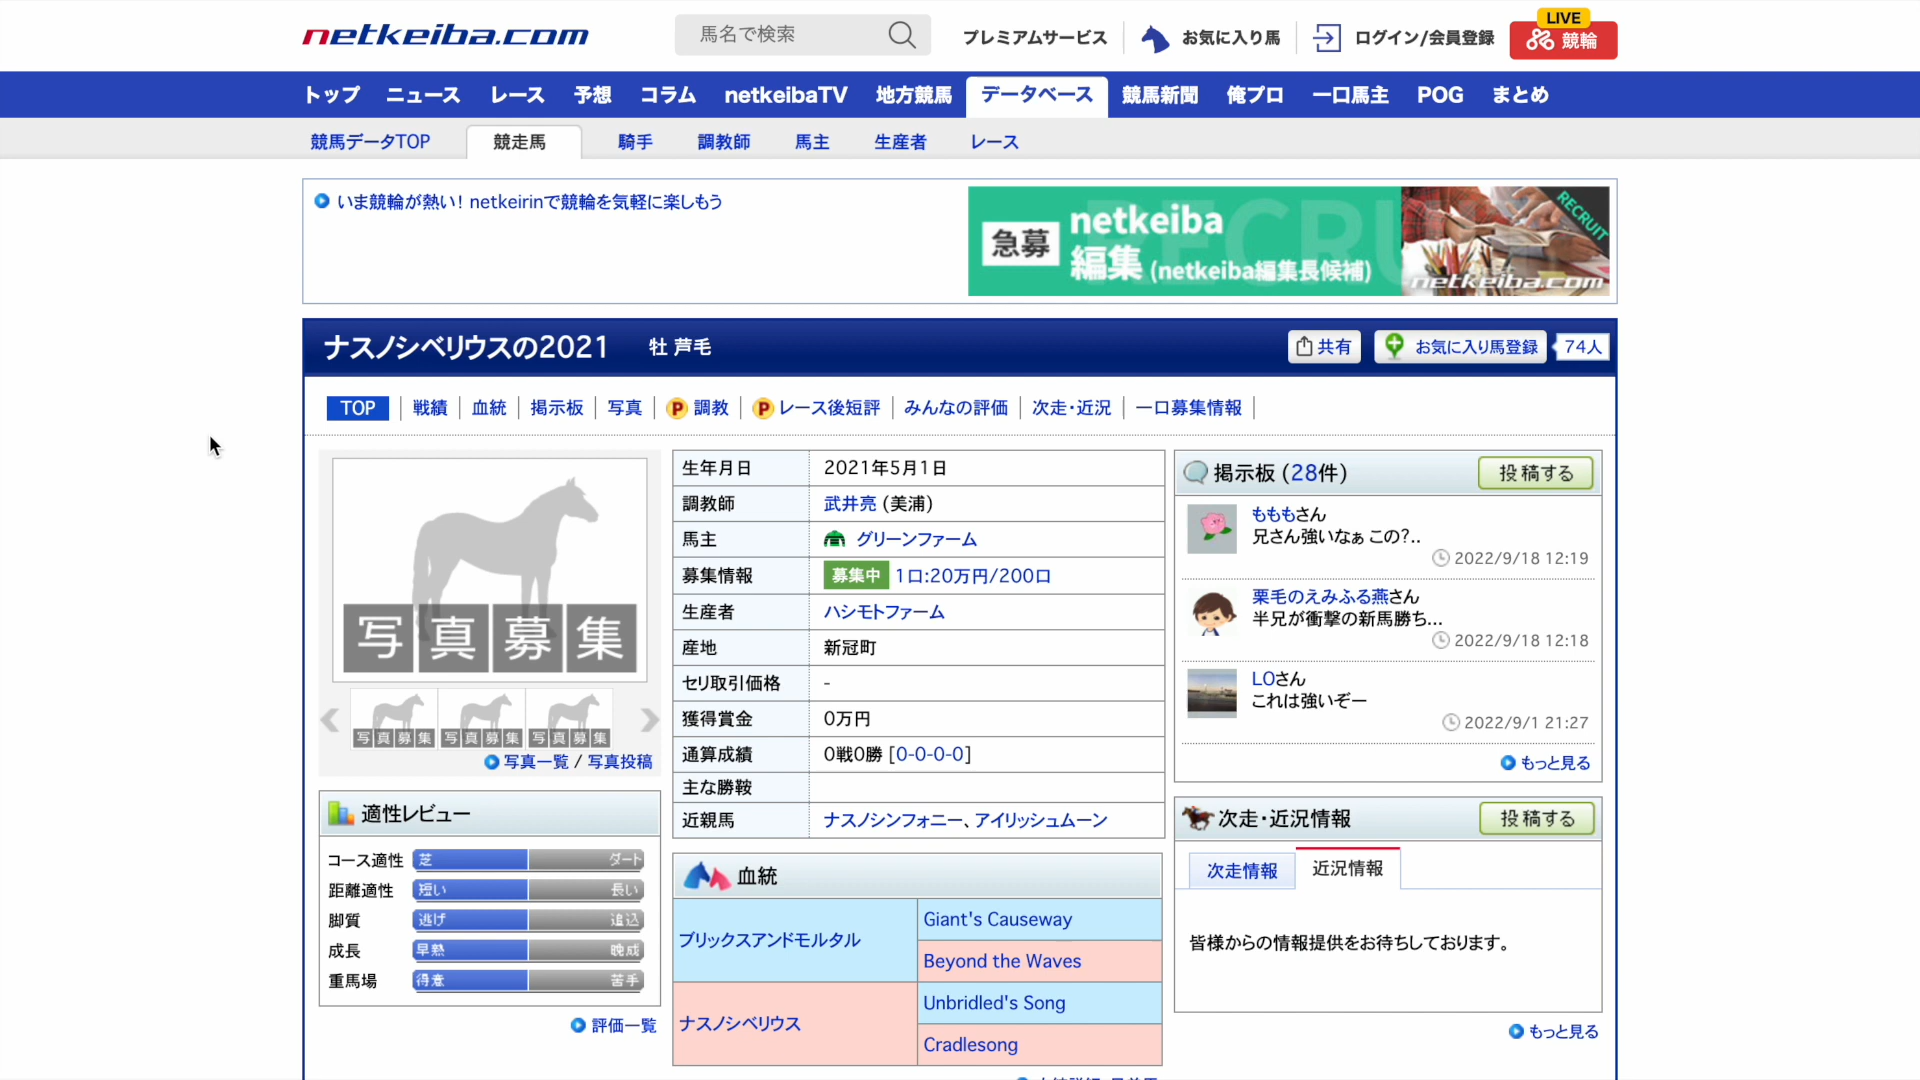 netkeiba.com
馬名で検索
プレミアムサービス
お気に入り馬
ログイン/会員登録
LIVE
競輪
トップ ニュース レース 予想 コラム netkeibaTV 地方競馬 データベース 競馬新聞 俺プロ 一口馬主 POG まとめ
競馬データTOP 競走馬 騎手 調教師 馬主 生産者 レース
いま競輪が熱い! netkeirinで競輪を気軽に楽しもう
急募
netkeiba
編集 (netkeiba編集長候補)
RECRUIT
RECRUIT
netkeiba.com
ナスノシベリウスの2021 牡 芦毛
共有
お気に入り馬登録
74人
TOP 戦績 血統 掲示板 写真 P 調教 P レース後短評 みんなの評価 次走・近況 一口募集情報
写真募集
写真募集 写真募集 写真募集
写真一覧 / 写真投稿
適性レビュー
コース適性 芝 ダート
距離適性 短い 長い
脚質 逃げ 追込
成長 早熟 晩成
重馬場 得意 苦手
評価一覧
生年月日 2021年5月1日
調教師 武井亮 (美浦)
馬主 グリーンファーム
募集情報 募集中 1口:20万円/200口
生産者 ハシモトファーム
産地 新冠町
セリ取引価格 -
獲得賞金 0万円
通算成績 0戦0勝 [0-0-0-0]
主な勝鞍
近親馬 ナスノシンフォニー、アイリッシュムーン
血統
ブリックスアンドモルタル
Giant's Causeway
Beyond the Waves
ナスノシベリウス
Unbridled's Song
Cradlesong
掲示板 (28件)
投稿する
もももさん
兄さん強いなぁ この?..
2022/9/18 12:19
栗毛のえみふる燕さん
半兄が衝撃の新馬勝ち...
2022/9/18 12:18
LOさん
これは強いぞー
2022/9/1 21:27
もっと見る
次走・近況情報
投稿する
次走情報 近況情報
皆様からの情報提供をお待ちしております。
もっと見る